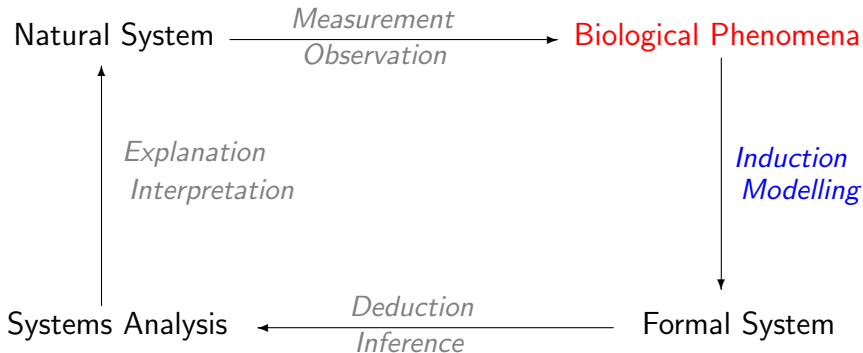 Measurement
Natural System
Biological Phenomena
Observation
Explanation
Interpretation
Induction
Modelling
Deduction
Systems Analysis
Formal System
Inference